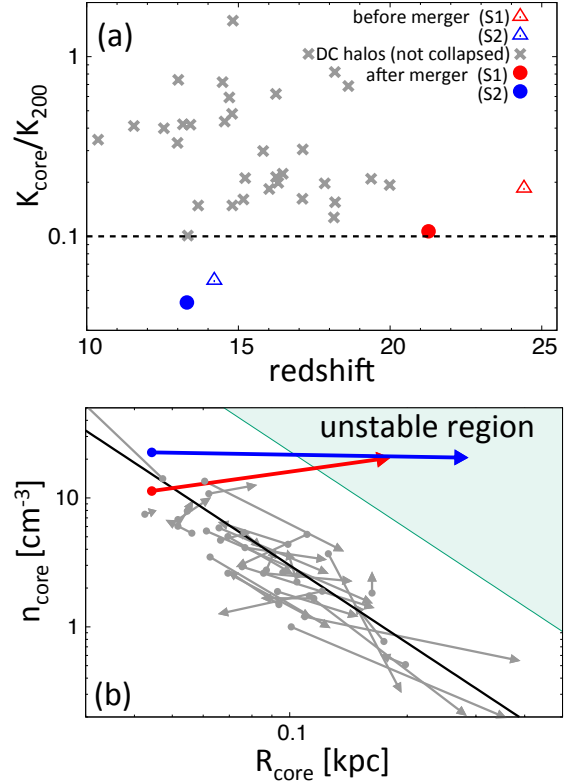 (a)
before merger (S1)
(S2)
DC halos (not collapsed)
after merger (S1)
(S2)
1
K_core/K_200
0.1
10 15 20 25
redshift
unstable region
10
n_core [cm^-3]
1
(b)
0.1
R_core [kpc]